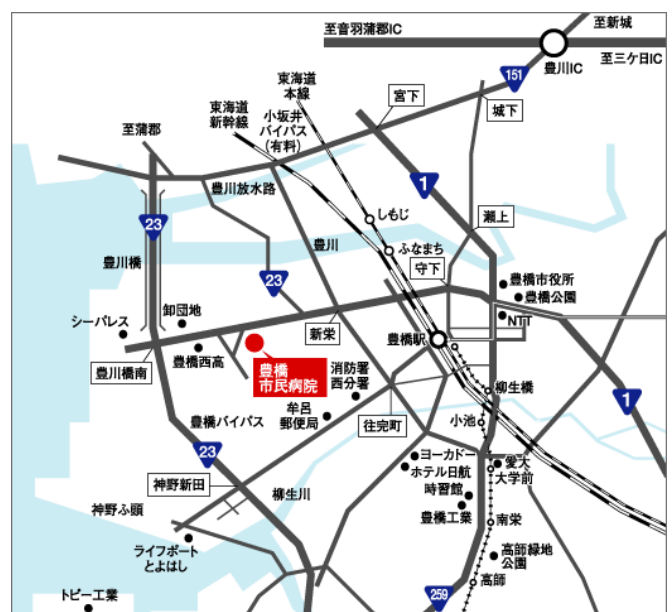 至新城
至音羽蒲郡IC
豊川IC
至三ケ日IC
151
東海道
本線
東海道
新幹線
小坂井
バイパス
(有料)
宮下
城下
至蒲郡
1
豊川放水路
しもじ
瀬上
23
豊川橋
豊川
ふなまち
守下
23
豊橋市役所
豊橋公園
卸団地
シーパレス
新栄
NTT
豊橋駅
豊川橋南
豊橋西高
豊橋
市民病院
消防署
西分署
柳生橋
1
牟呂
郵便局
往完町
小池
豊橋バイパス
23
ヨーカドー
ホテル日航
愛大
大学前
神野新田
柳生川
時習館
豊橋工業
神野ふ頭
南栄
ライフポート
とよはし
高師緑地
公園
高師
259
トピー工業